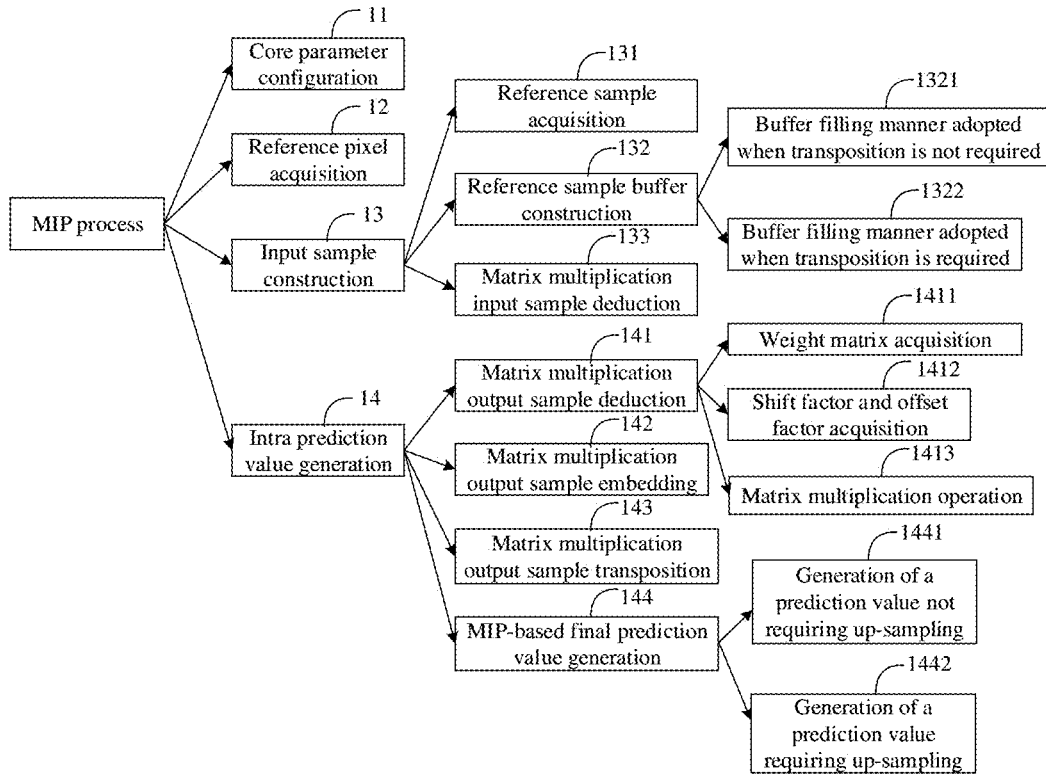 MIP process
11
Core parameter
configuration
12
Reference pixel
acquisition
13
Input sample
construction
14
Intra prediction
value generation
131
Reference sample
acquisition
132
Reference sample buffer
construction
133
Matrix multiplication
input sample deduction
141
Matrix multiplication
output sample deduction
142
Matrix multiplication
output sample embedding
143
Matrix multiplication
output sample transposition
144
MIP-based final prediction
value generation
1321
Buffer filling manner adopted
when transposition is not required
1322
Buffer filling manner adopted
when transposition is required
1411
Weight matrix acquisition
1412
Shift factor and offset
factor acquisition
1413
Matrix multiplication operation
1441
Generation of a
prediction value not
requiring up-sampling
1442
Generation of a
prediction value
requiring up-sampling